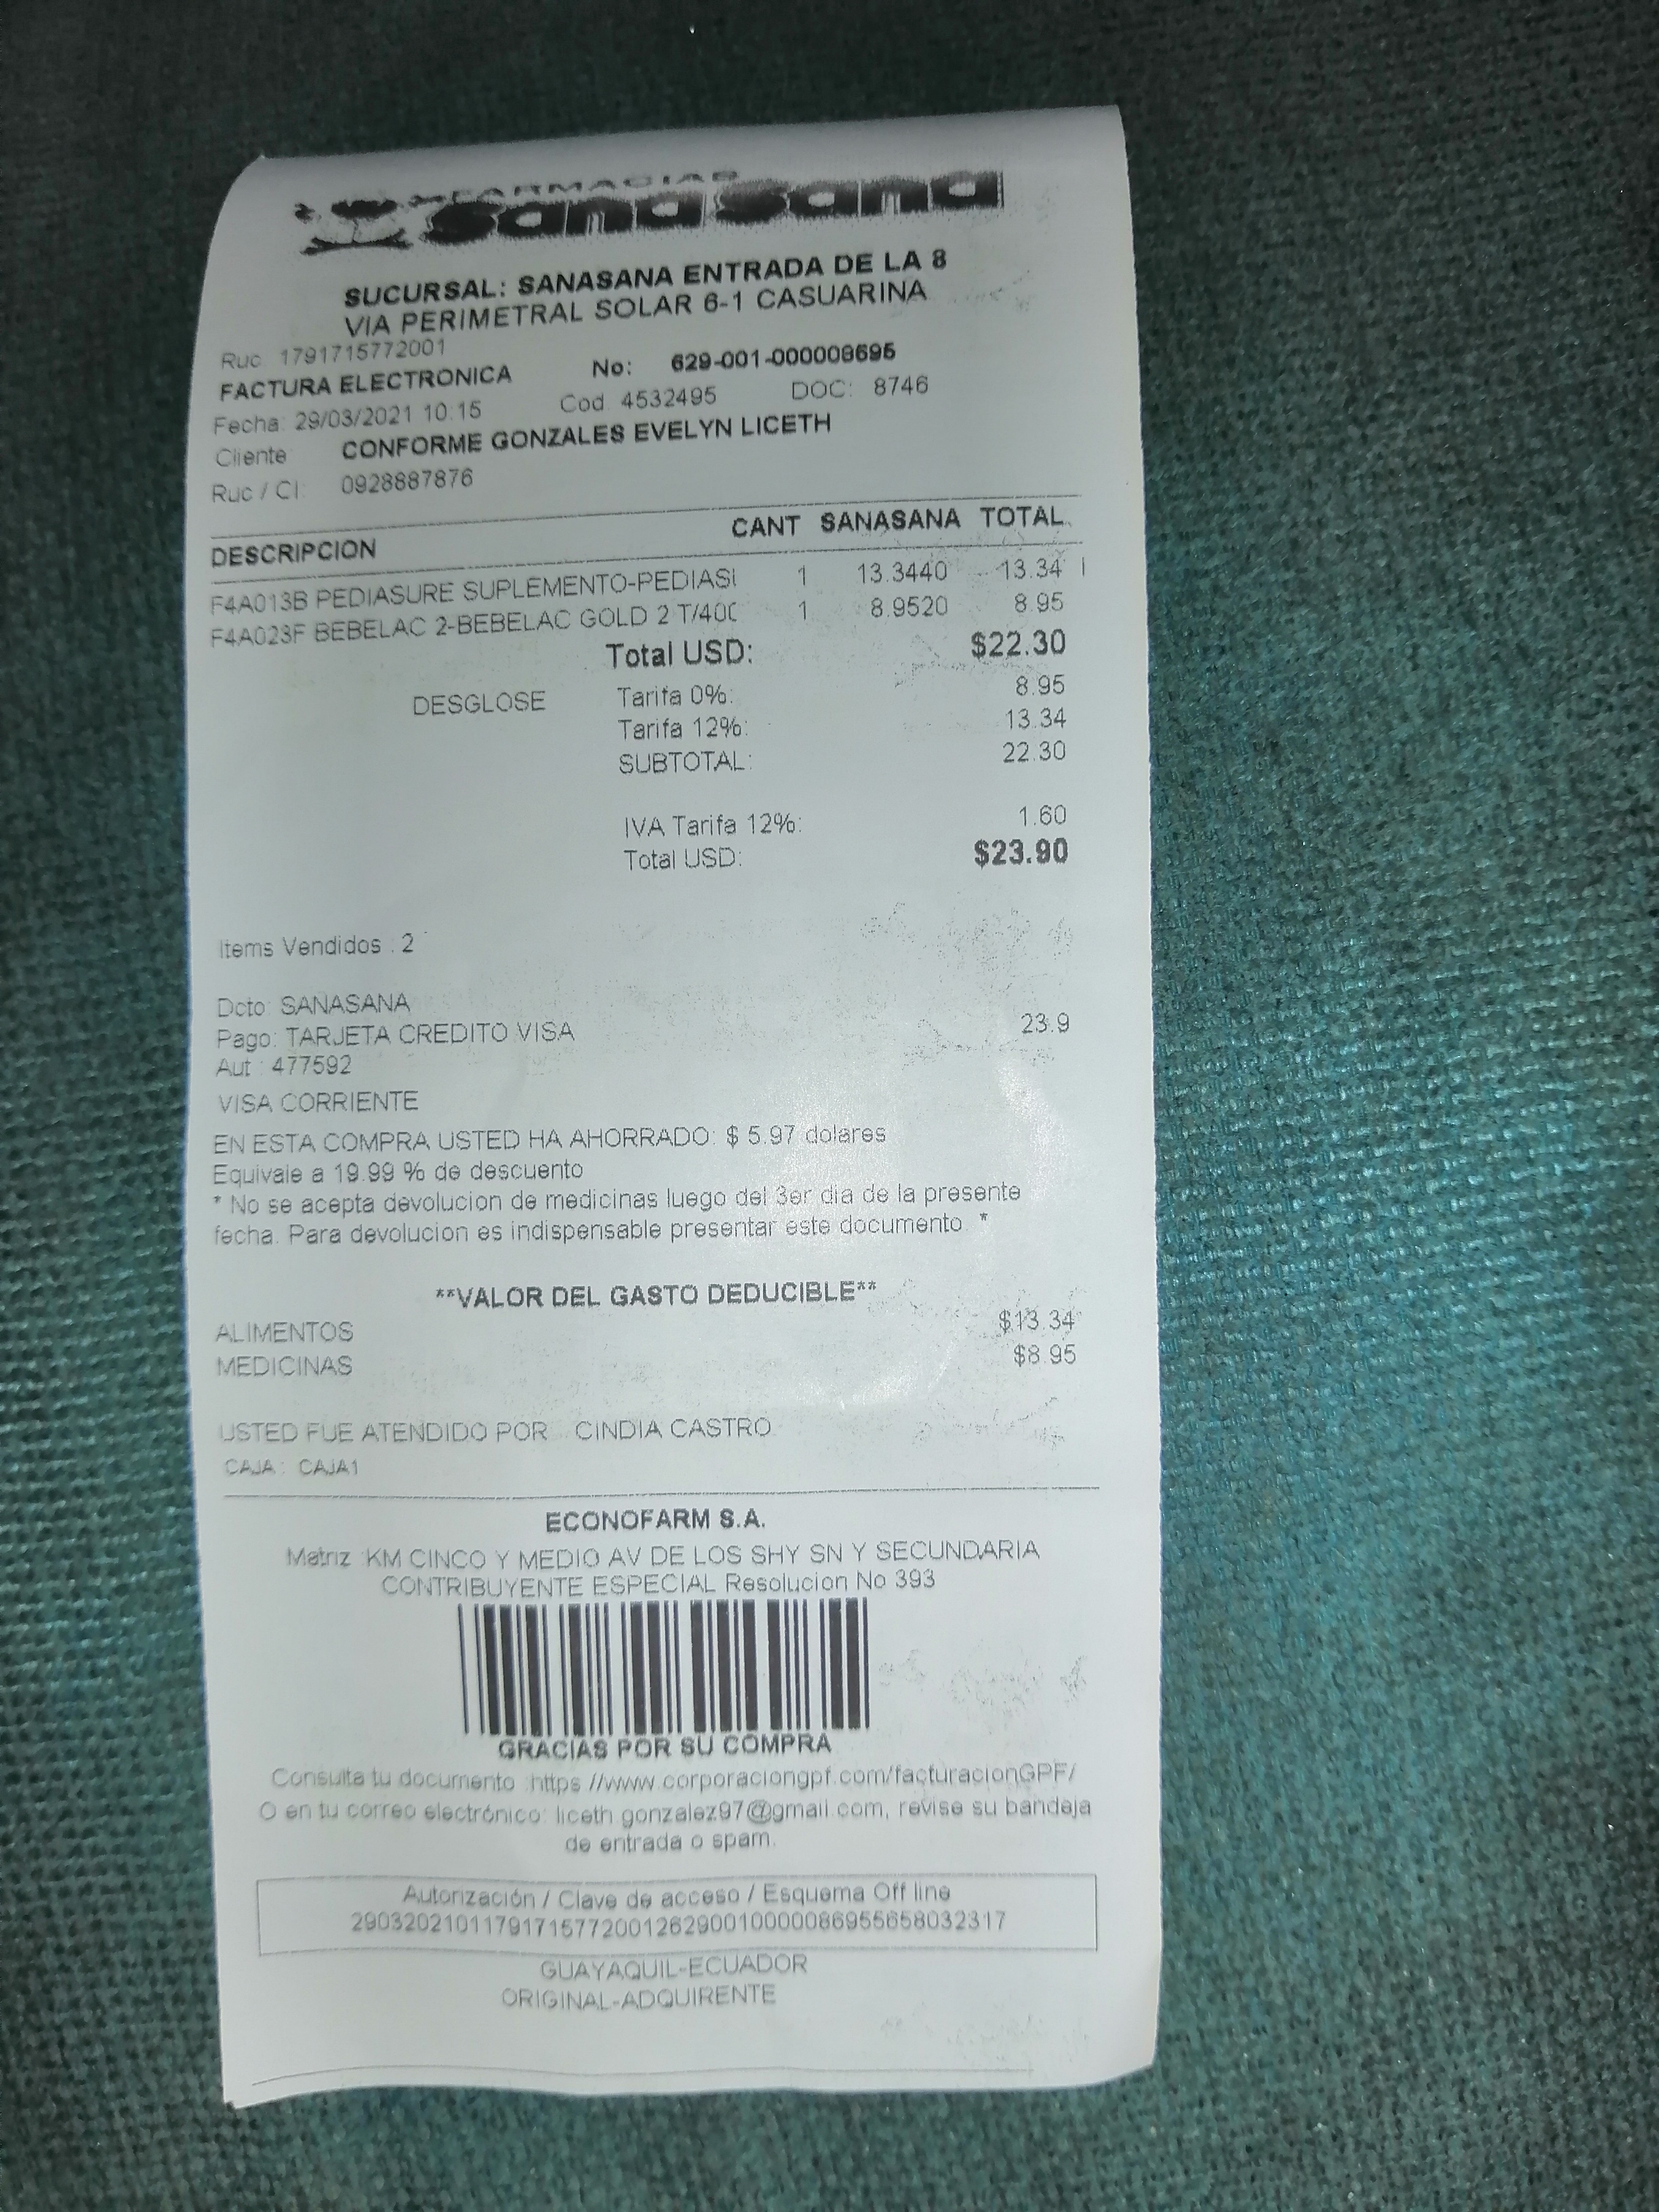 FARMACIAS
Sana Sana
SUCURSAL: SANASANA ENTRADA DE LA 8
VIA PERIMETRAL SOLAR 6-1 CASUARINA
Ruc 1791715772001
FACTURA ELECTRONICA No: 629-001-000008695
Fecha: 29/03/2021 10:15 Cod 4532495 DOC: 8746
Cliente CONFORME GONZALES EVELYN LICETH
Ruc / CI: 0928887876
DESCRIPCION CANT SANASANA TOTAL
F4A013B PEDIASURE SUPLEMENTO-PEDIASU 1 13.3440 13.34 I
F4A023F BEBELAC 2-BEBELAC GOLD 2 T/400 1 8.9520 8.95
Total USD: $22.30
DESGLOSE Tarifa 0%: 8.95
Tarifa 12%: 13.34
SUBTOTAL: 22.30
IVA Tarifa 12%: 1.60
Total USD: $23.90
Items Vendidos : 2
Dcto: SANASANA
Pago: TARJETA CREDITO VISA 23.9
Aut : 477592
VISA CORRIENTE
EN ESTA COMPRA USTED HA AHORRADO: $ 5.97 dolares
Equivale a 19.99 % de descuento
* No se acepta devolucion de medicinas luego del 3er dia de la presente
fecha. Para devolucion es indispensable presentar este documento. *
**VALOR DEL GASTO DEDUCIBLE**
ALIMENTOS $13.34
MEDICINAS $8.95
USTED FUE ATENDIDO POR CINDIA CASTRO
CAJA : CAJA1
ECONOFARM S.A.
Matriz :KM CINCO Y MEDIO AV DE LOS SHY SN Y SECUNDARIA
CONTRIBUYENTE ESPECIAL Resolucion No 393
GRACIAS POR SU COMPRA
Consulta tu documento :https://www.corporaciongpf.com/facturacionGPF/
O en tu correo electrónico: liceth.gonzalez97@gmail.com, revise su bandeja
de entrada o spam.
Autorización / Clave de acceso / Esquema Off line
2903202101179171577200126290010000086955658032317
GUAYAQUIL-ECUADOR
ORIGINAL-ADQUIRENTE